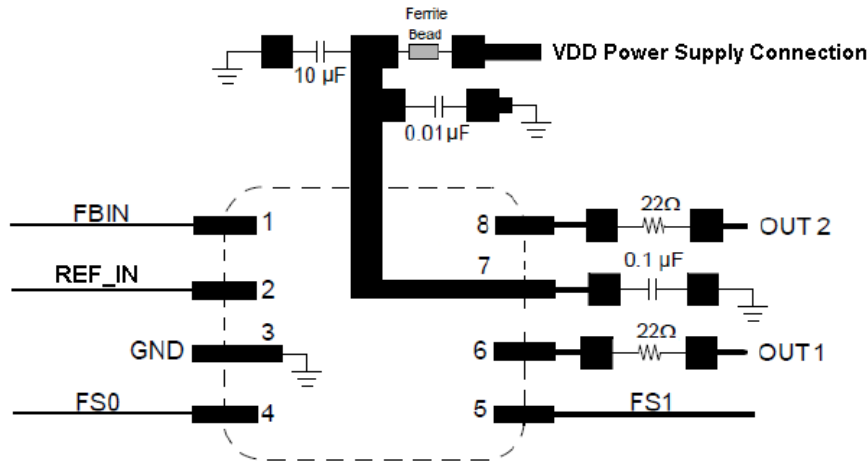 Ferrite
Bead
VDD Power Supply Connection
10 µF
0.01µF
FBIN
1
8
22Ω
OUT 2
REF_IN
2
7
0.1 µF
GND
3
6
22Ω
OUT 1
FS0
4
5
FS1